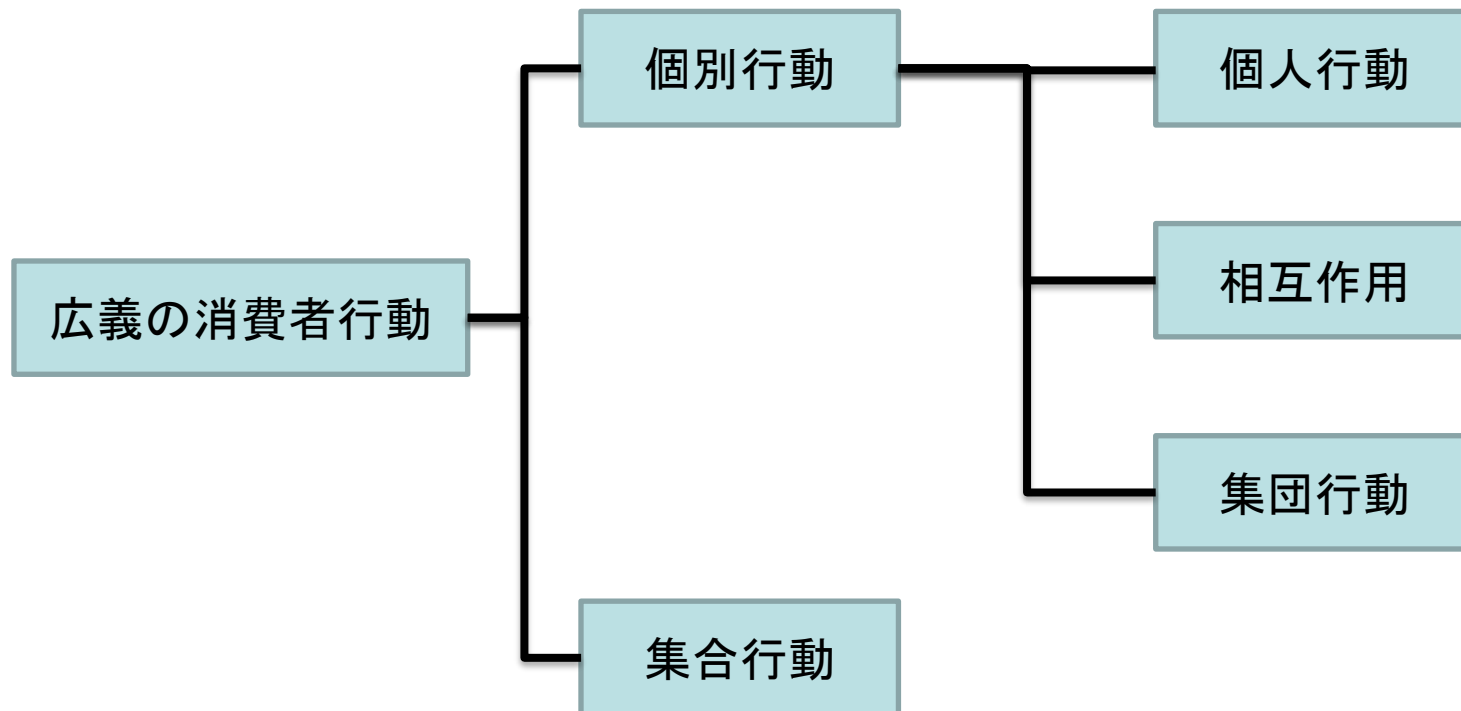 個別行動
個人行動
相互作用
広義の消費者行動
集団行動
集合行動